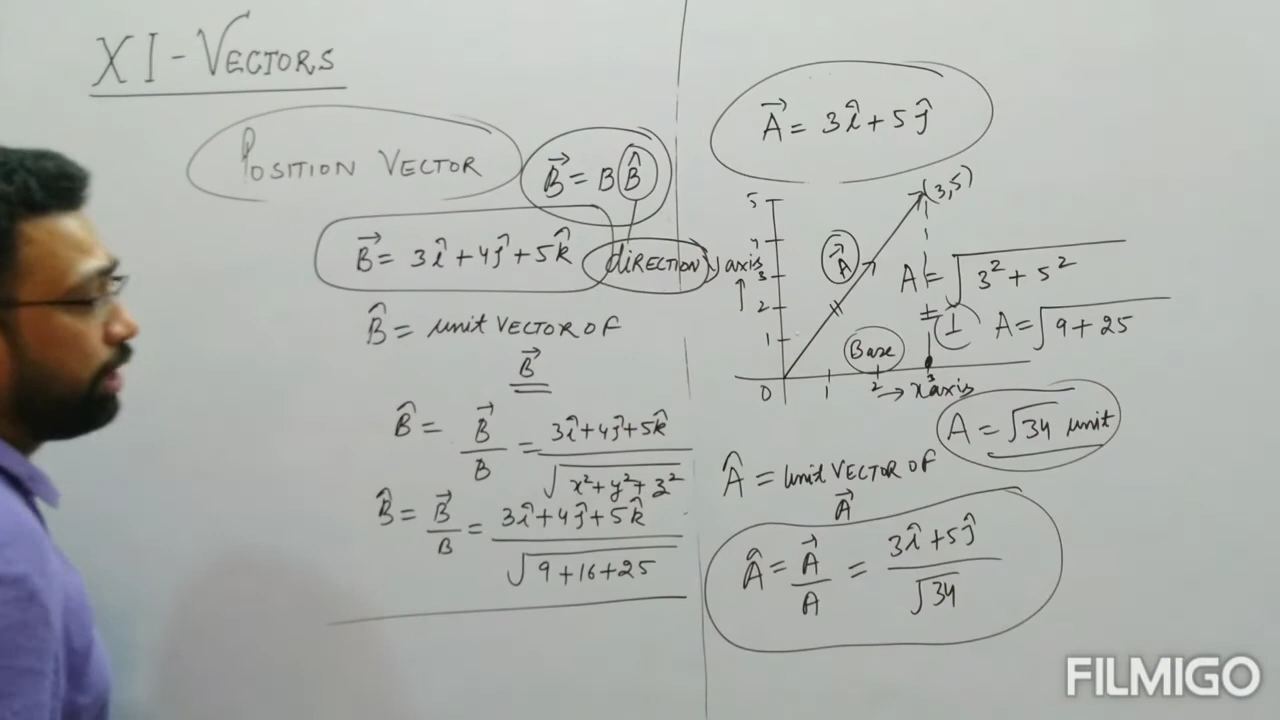 XI - VECTORS
POSITION VECTOR
B⃗ = B B̂
B⃗ = 3î + 4ĵ + 5k̂
DIRECTION
B̂ = unit VECTOR OF
B⃗
B̂ = B⃗/B = (3î + 4ĵ + 5k̂)/√(x² + y² + z²)
B̂ = B⃗/B = (3î + 4ĵ + 5k̂)/√(9 + 16 + 25)
A⃗ = 3î + 5ĵ
(3,5)
5
4
3
2
1
y axis
A⃗
0
1
2
3
→ x axis
Base
A = √(3² + 5²)
A = √(9 + 25)
A = √34 unit
Â = unit VECTOR OF
A⃗
Â = A⃗/A = (3î + 5ĵ)/√34
FILMIGO